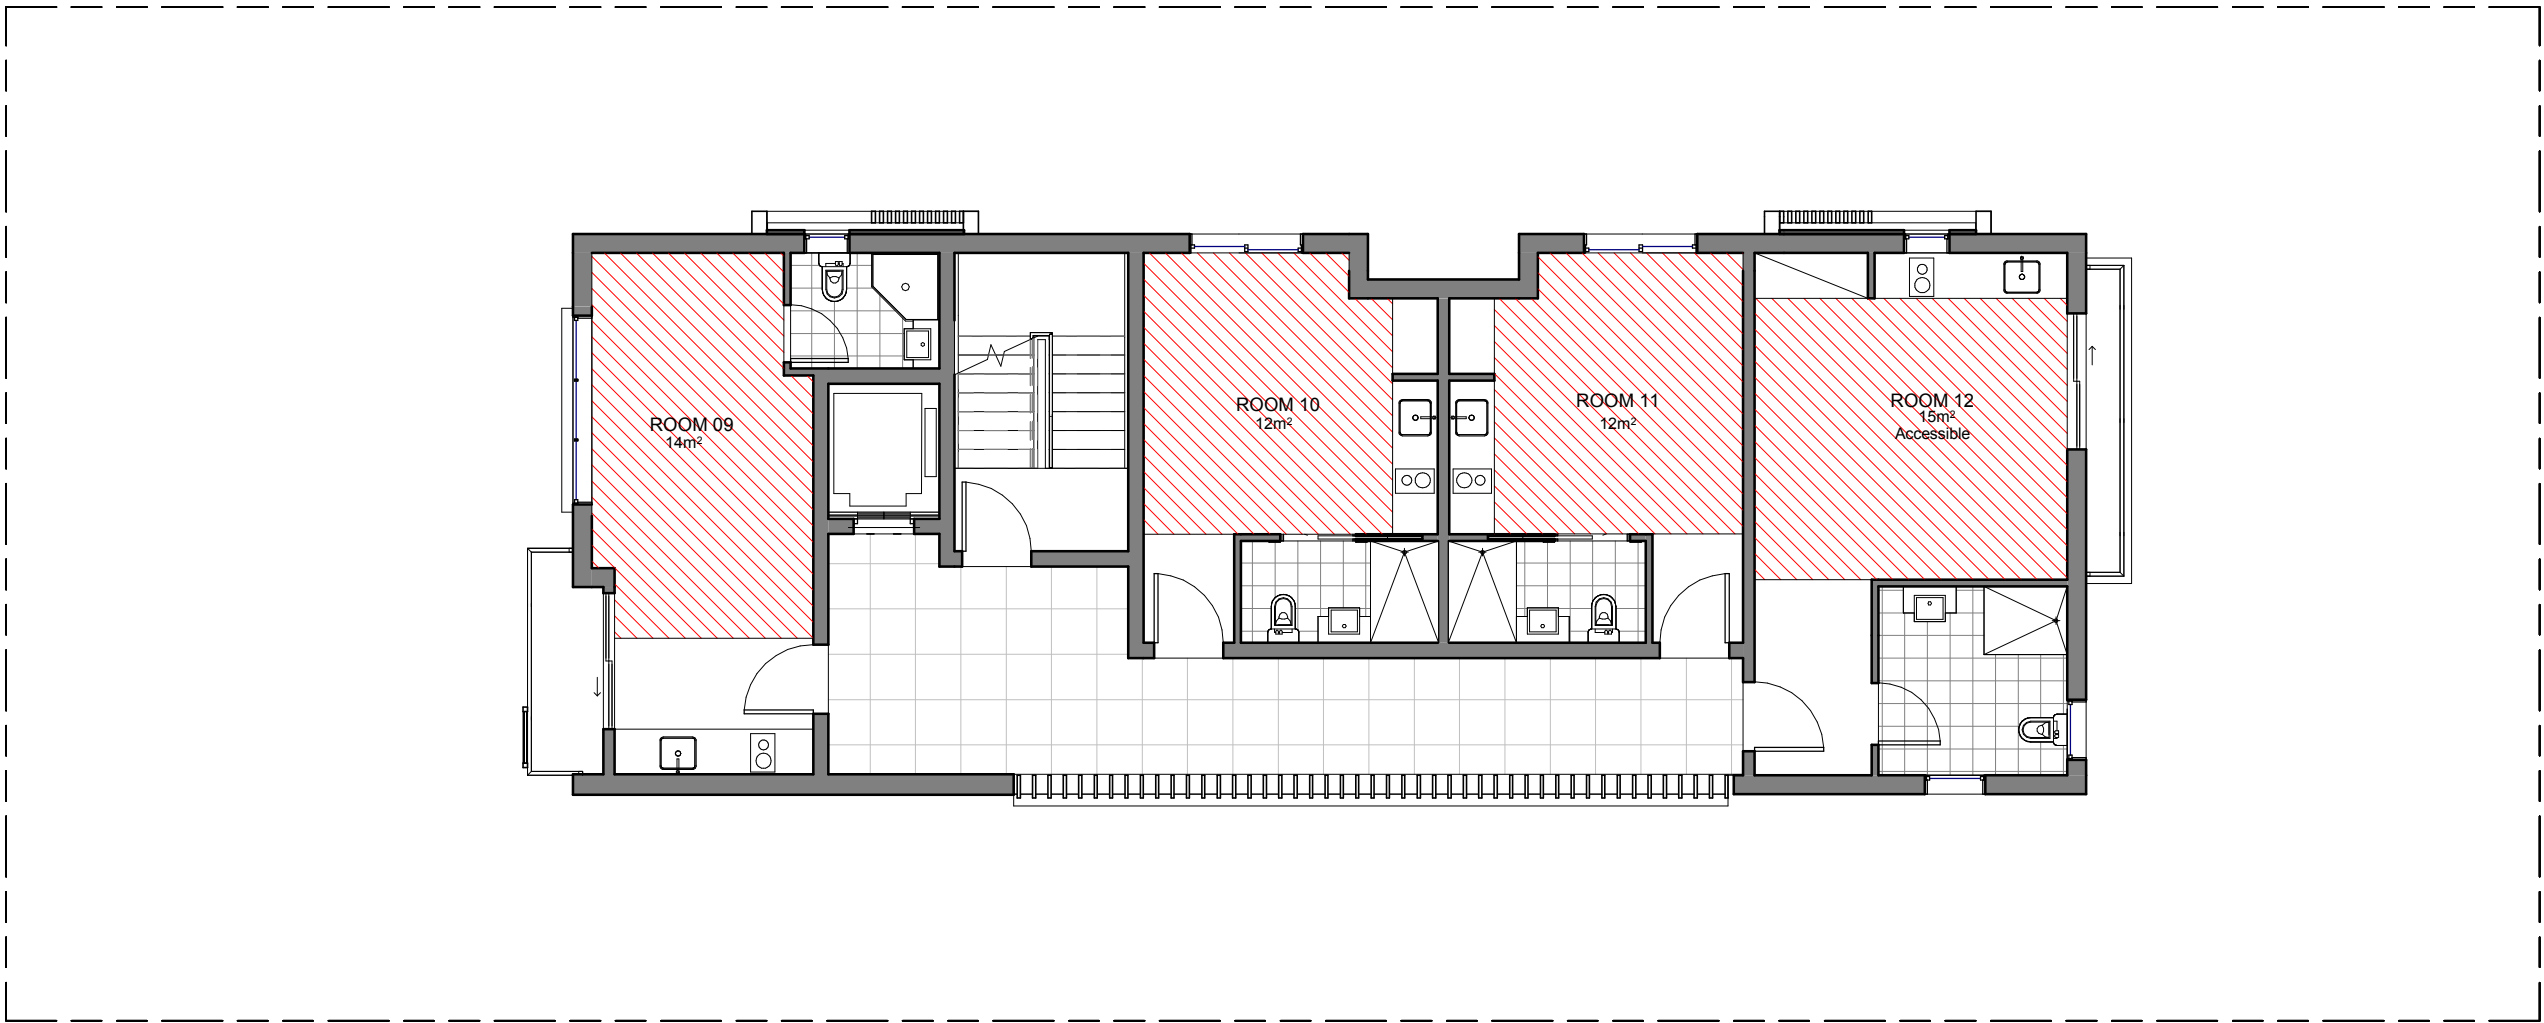 ROOM 09
14m²
ROOM 10
12m²
ROOM 11
12m²
ROOM 12
15m²
Accessible